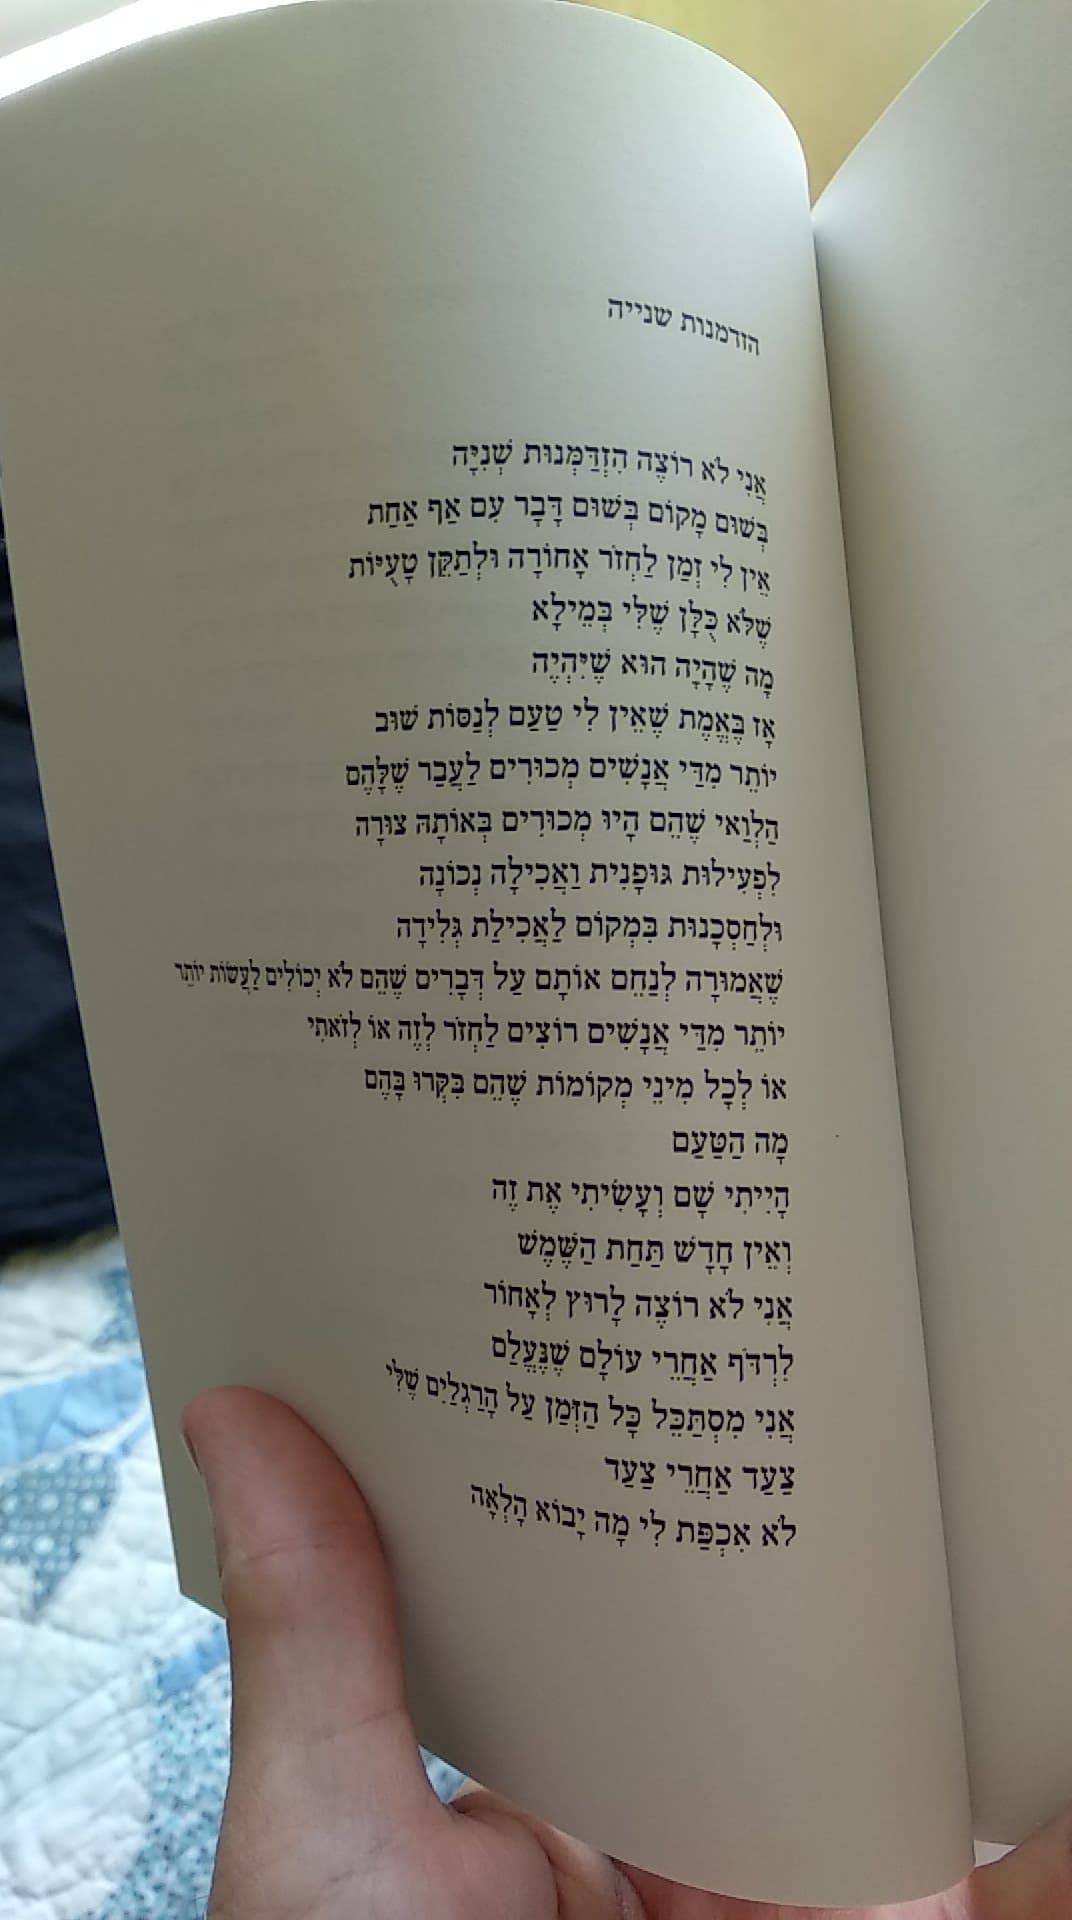 הזדמנות שנייה
אֲנִי לֹא רוֹצֶה הִזְדַּמְּנוּת שְׁנִיָּה
בְּשׁוּם מָקוֹם בְּשׁוּם דָּבָר עִם אַף אַחַת
אֵין לִי זְמַן לַחְזֹר אָחוֹרָה וּלְתַקֵּן טָעֻיּוֹת
שֶׁלֹּא כֻּלָּן שֶׁלִּי בְּמֵילָא
מָה שֶׁהָיָה הוּא שֶׁיִּהְיֶה
אָז בֶּאֱמֶת שֶׁאֵין לִי טַעַם לְנַסּוֹת שׁוּב
יוֹתֵר מִדַּי אֲנָשִׁים מְכוּרִים לַעֲבַר שֶׁלָּהֶם
הַלְוַאי שֶׁהֵם הָיוּ מְכוּרִים בְּאוֹתָהּ צוּרָה
לִפְעִילוּת גּוּפָנִית וַאֲכִילָה נְכוֹנָה
וּלְחַסְכָנוּת בִּמְקוֹם לַאֲכִילַת גְּלִידָה
שֶׁאֲמוּרָה לְנַחֵם אוֹתָם עַל דְּבָרִים שֶׁהֵם לֹא יְכוֹלִים לַעֲשׂוֹת יוֹתֵר
יוֹתֵר מִדַּי אֲנָשִׁים רוֹצִים לַחְזֹר לְזֶה אוֹ לְזֹאתִי
אוֹ לְכָל מִינֵי מְקוֹמוֹת שֶׁהֵם בִּקְּרוּ בָּהֶם
מָה הַטַּעַם
הָיִיתִי שָׁם וְעָשִׂיתִי אֶת זֶה
וְאֵין חָדָשׁ תַּחַת הַשֶּׁמֶשׁ
אֲנִי לֹא רוֹצֶה לָרוּץ לְאָחוֹר
לִרְדֹּף אַחֲרֵי עוֹלָם שֶׁנֶּעֱלַם
אֲנִי מִסְתַּכֵּל כָּל הַזְּמַן עַל הָרַגְלַיִם שֶׁלִּי
צַעַד אַחֲרֵי צַעַד
לֹא אִכְפַּת לִי מָה יָבוֹא הָלְאָה